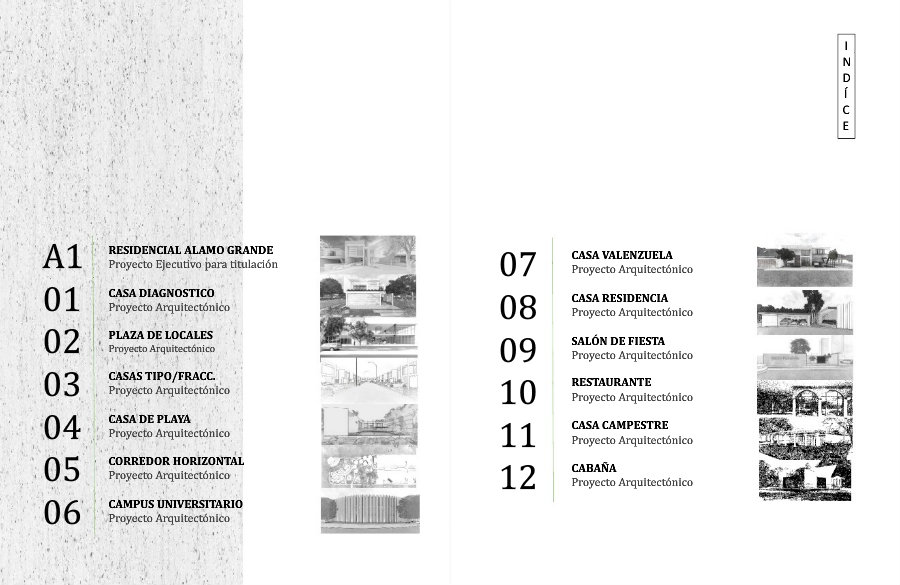 A1
RESIDENCIAL ALAMO GRANDE
Proyecto Ejecutivo para titulación
01
CASA DIAGNOSTICO
Proyecto Arquitectónico
02
PLAZA DE LOCALES
Proyecto Arquitectónico
03
CASAS TIPO/FRACC.
Proyecto Arquitectónico
04
CASA DE PLAYA
Proyecto Arquitectónico
05
CORREDOR HORIZONTAL
Proyecto Arquitectónico
06
CAMPUS UNIVERSITARIO
Proyecto Arquitectónico
INDÍCE
07
CASA VALENZUELA
Proyecto Arquitectónico
08
CASA RESIDENCIA
Proyecto Arquitectónico
09
SALÓN DE FIESTA
Proyecto Arquitectónico
10
RESTAURANTE
Proyecto Arquitectónico
11
CASA CAMPESTRE
Proyecto Arquitectónico
12
CABAÑA
Proyecto Arquitectónico